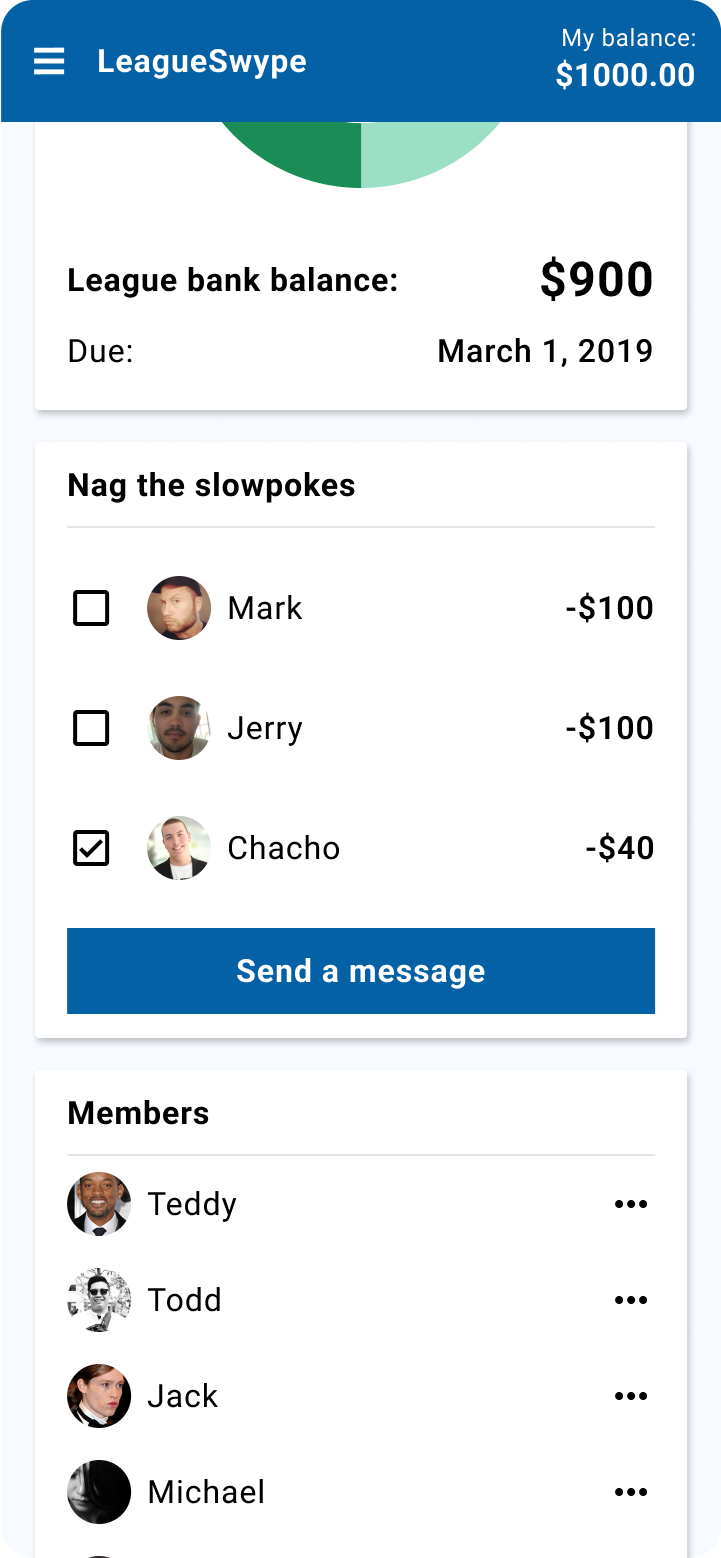 LeagueSwype
My balance:
$1000.00
League bank balance: $900
Due: March 1, 2019
Nag the slowpokes
Mark -$100
Jerry -$100
Chacho -$40
Send a message
Members
Teddy
Todd
Jack
Michael